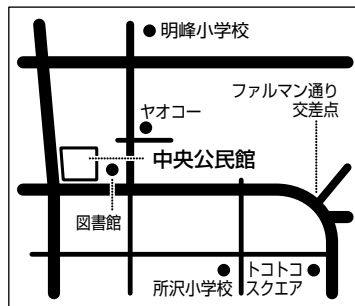 明峰小学校
ファルマン通り
交差点
ヤオコー
中央公民館
図書館
所沢小学校
トコトコ
スクエア